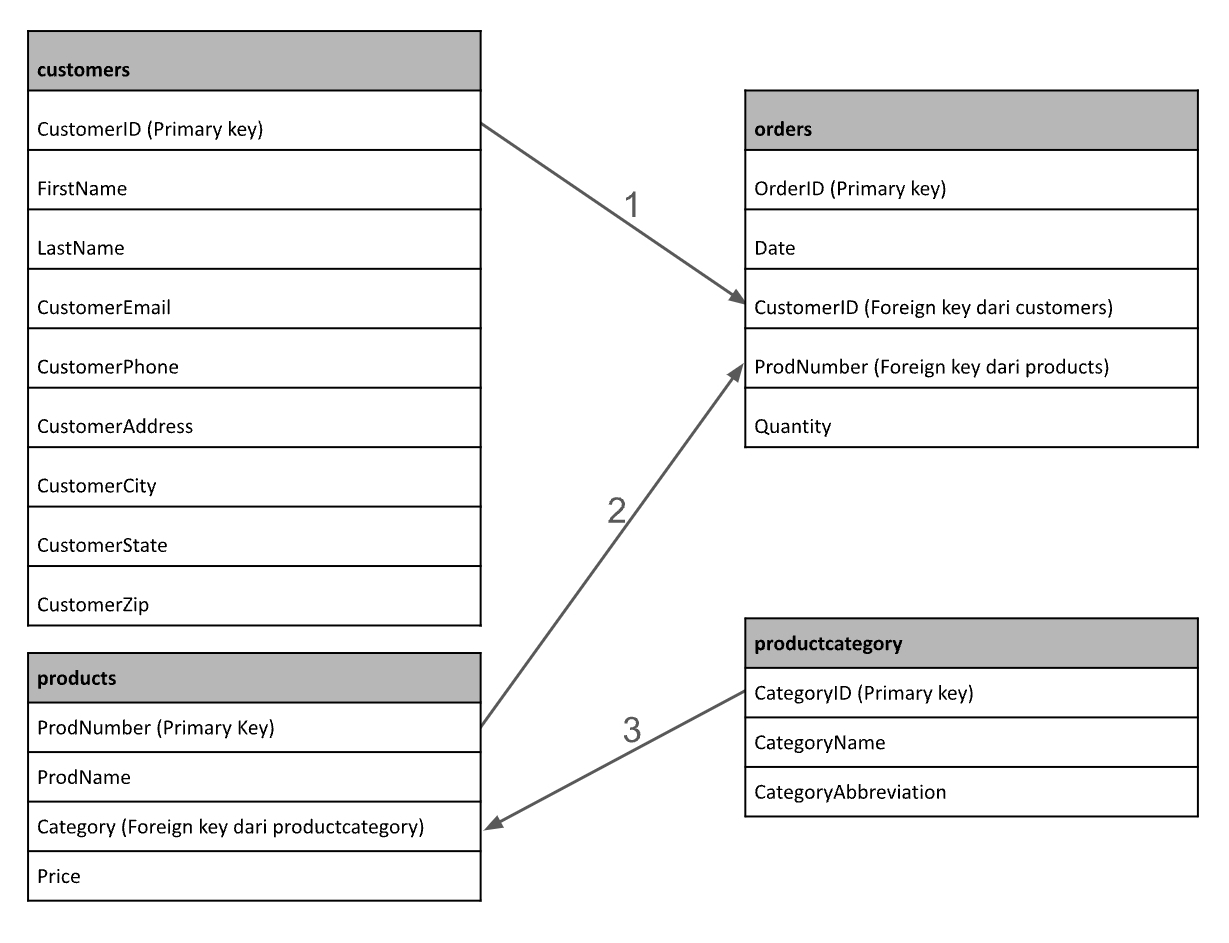 customers
CustomerID (Primary key)
FirstName
LastName
CustomerEmail
CustomerPhone
CustomerAddress
CustomerCity
CustomerState
CustomerZip
orders
OrderID (Primary key)
Date
CustomerID (Foreign key dari customers)
ProdNumber (Foreign key dari products)
Quantity
products
ProdNumber (Primary Key)
ProdName
Category (Foreign key dari productcategory)
Price
productcategory
CategoryID (Primary key)
CategoryName
CategoryAbbreviation
1
2
3